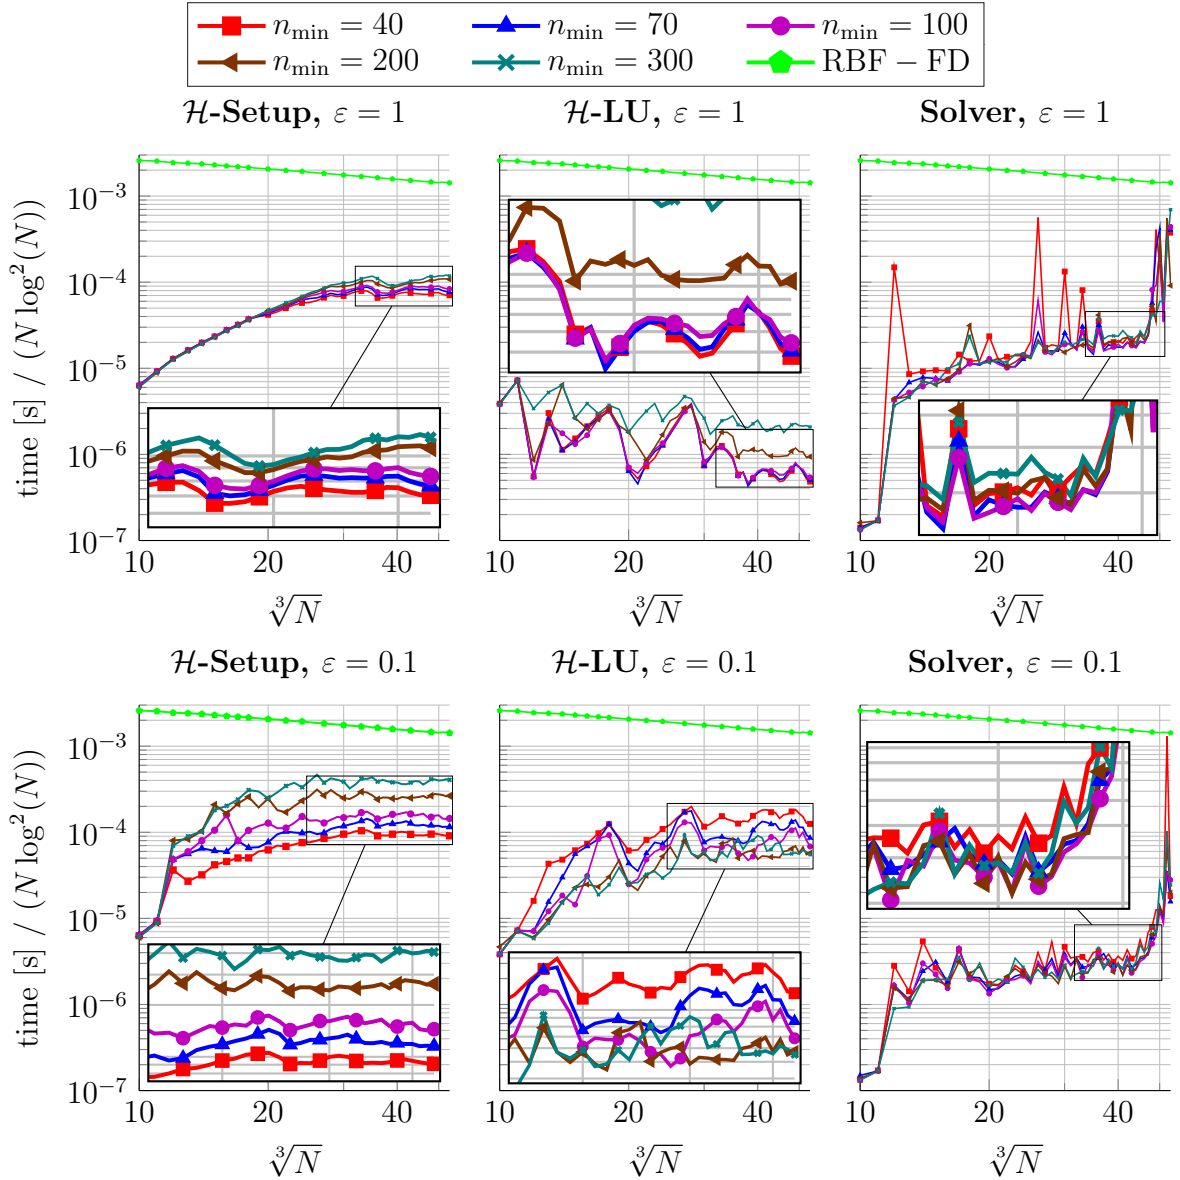 n_min = 40 n_min = 70 n_min = 100
n_min = 200 n_min = 300 RBF − FD
ℋ-Setup, ε = 1 ℋ-LU, ε = 1 Solver, ε = 1
time [s] / (N log²(N))
10⁻³
10⁻⁴
10⁻⁵
10⁻⁶
10⁻⁷
10 20 40 10 20 40 10 20 40
∛N ∛N ∛N
ℋ-Setup, ε = 0.1 ℋ-LU, ε = 0.1 Solver, ε = 0.1
time [s] / (N log²(N))
10⁻³
10⁻⁴
10⁻⁵
10⁻⁶
10⁻⁷
10 20 40 10 20 40 10 20 40
∛N ∛N ∛N